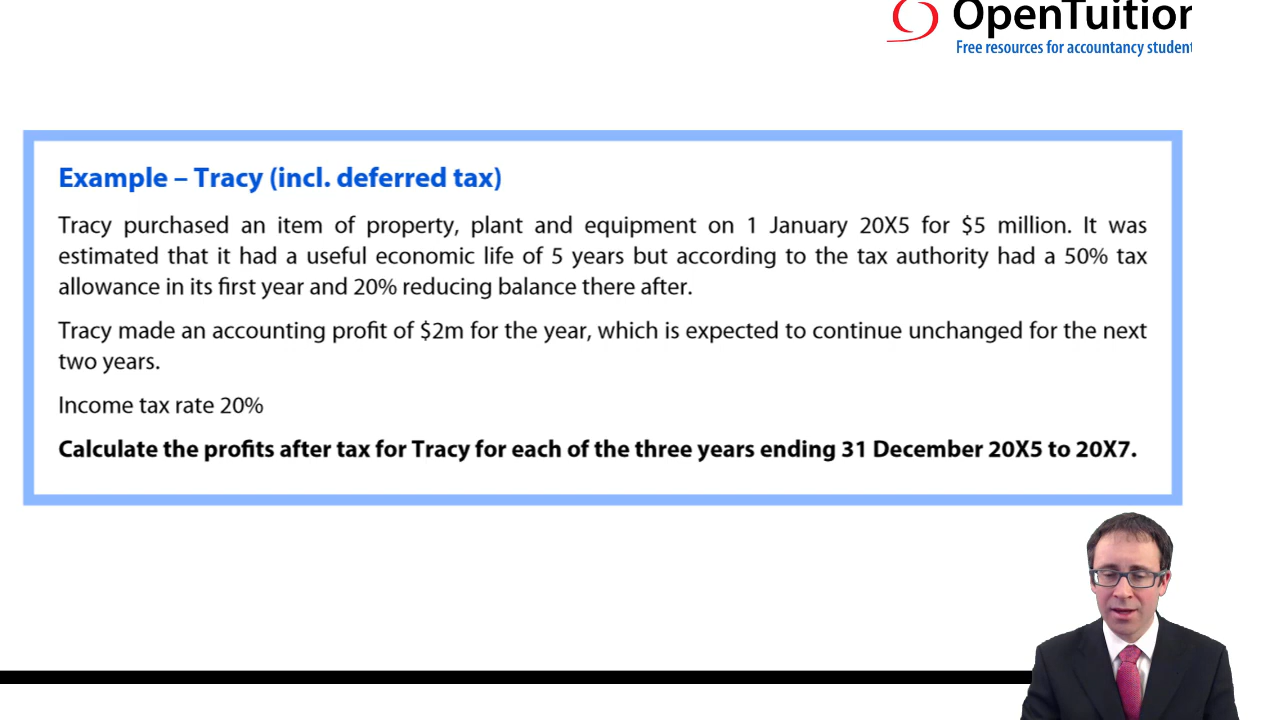 OpenTuition
Free resources for accountancy student
Example – Tracy (incl. deferred tax)
Tracy purchased an item of property, plant and equipment on 1 January 20X5 for $5 million. It was
estimated that it had a useful economic life of 5 years but according to the tax authority had a 50% tax
allowance in its first year and 20% reducing balance there after.
Tracy made an accounting profit of $2m for the year, which is expected to continue unchanged for the next
two years.
Income tax rate 20%
Calculate the profits after tax for Tracy for each of the three years ending 31 December 20X5 to 20X7.